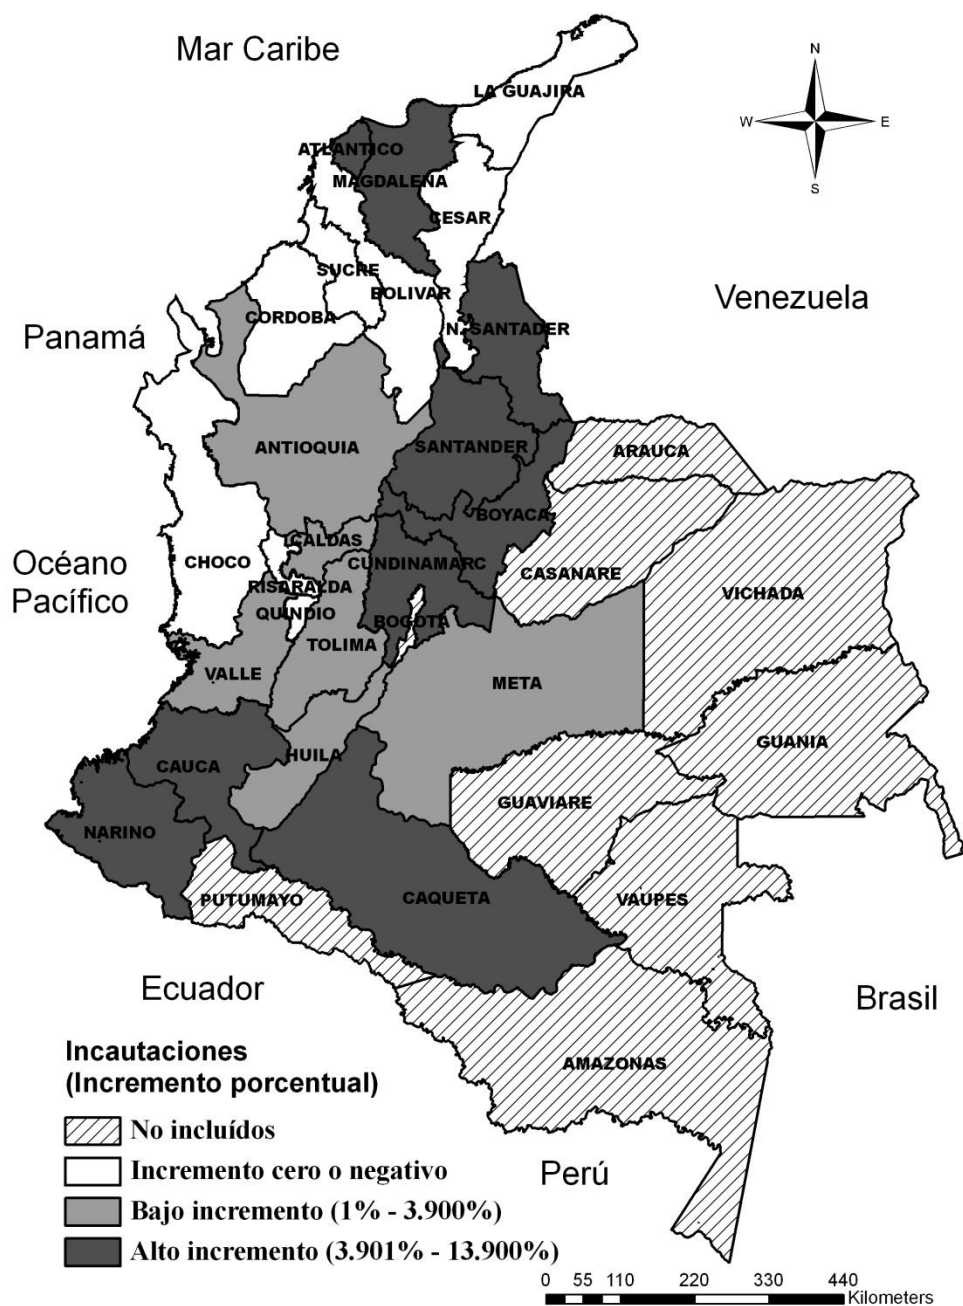 Mar Caribe
N
W
E
S
LA GUAJIRA
ATLANTICO
MAGDALENA
CESAR
SUCRE
BOLIVAR
Venezuela
CORDOBA
Panamá
N. SANTADER
ANTIOQUIA
SANTANDER
ARAUCA
BOYACA
CALDAS
Océano
Pacífico
CHOCO
CUNDINAMARC
CASANARE
RISARALDA
VICHADA
QUINDIO
BOGOTA
TOLIMA
VALLE
META
GUANIA
HUILA
CAUCA
GUAVIARE
NARINO
PUTUMAYO
CAQUETA
VAUPES
Ecuador
Brasil
AMAZONAS
Perú
Incautaciones
(Incremento porcentual)
No incluídos
Incremento cero o negativo
Bajo incremento (1% - 3.900%)
Alto incremento (3.901% - 13.900%)
0 55 110 220 330 440
Kilometers